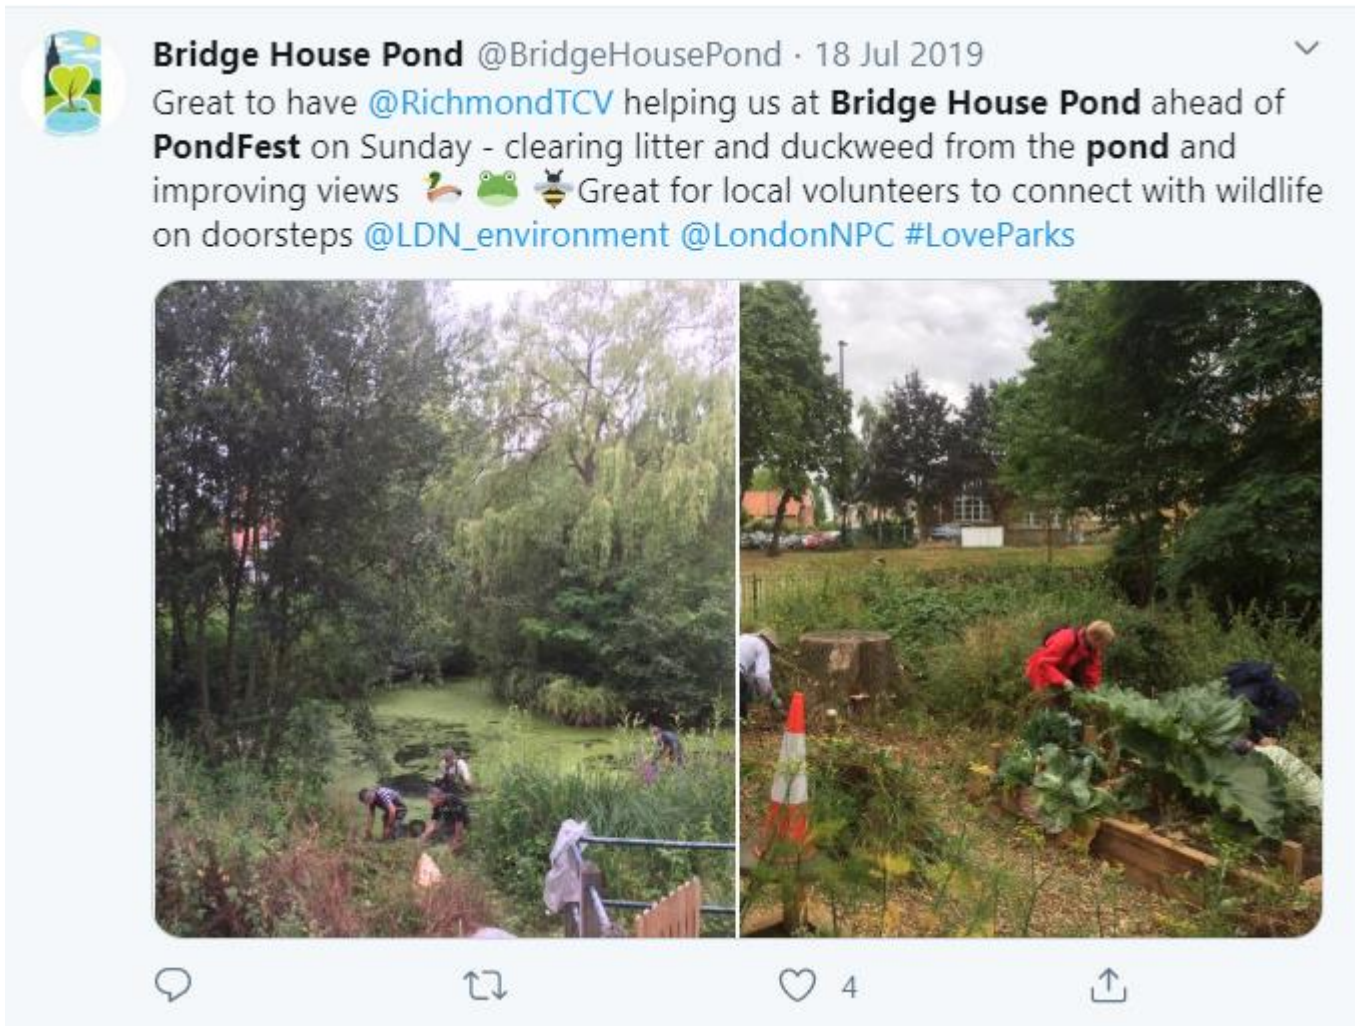 Bridge House Pond @BridgeHousePond · 18 Jul 2019
Great to have @RichmondTCV helping us at Bridge House Pond ahead of
PondFest on Sunday - clearing litter and duckweed from the pond and
improving views 🦆 🐸 🐝Great for local volunteers to connect with wildlife
on doorsteps @LDN_environment @LondonNPC #LoveParks
4